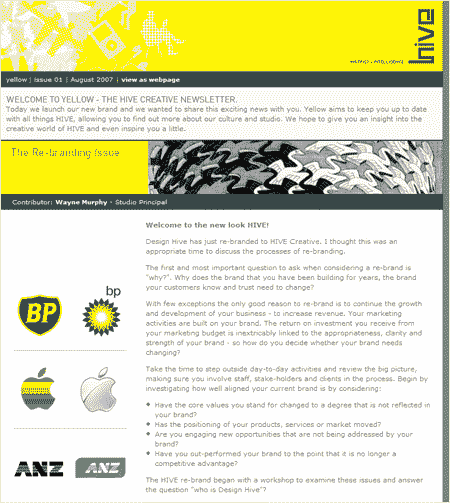 hive
yellow | Issue 01 | August 2007 | view as webpage
WELCOME TO YELLOW - THE HIVE CREATIVE NEWSLETTER.
Today we launch our new brand and we wanted to share this exciting news with you. Yellow aims to keep you up to date
with all things HIVE, allowing you to find out more about our culture and studio. We hope to give you an insight into the
creative world of HIVE and even inspire you a little.
The Re-branding Issue
Contributor: Wayne Murphy - Studio Principal
Welcome to the new look HIVE!
Design Hive has just re-branded to HIVE Creative. I thought this was an
appropriate time to discuss the processes of re-branding.
The first and most important question to ask when considering a re-brand is
"why?". Why does the brand that you have been building for years, the brand
your customers know and trust need to change?
bp
BP
With few exceptions the only good reason to re-brand is to continue the growth
and development of your business - to increase revenue. Your marketing
activities are built on your brand. The return on investment you receive from
your marketing budget is inextricably linked to the appropriateness, clarity and
strength of your brand - so how do you decide whether your brand needs
changing?
Take the time to step outside day-to-day activities and review the big picture,
making sure you involve staff, stake-holders and clients in the process. Begin by
investigating how well aligned your current brand is by considering:
Have the core values you stand for changed to a degree that is not reflected in
your brand?
Has the positioning of your products, services or market moved?
Are you engaging new opportunities that are not being addressed by your
brand?
Have you out-performed your brand to the point that it is no longer a
competitive advantage?
ANZ
ANZ
The HIVE re-brand began with a workshop to examine these issues and
answer the question "who is Design Hive"?